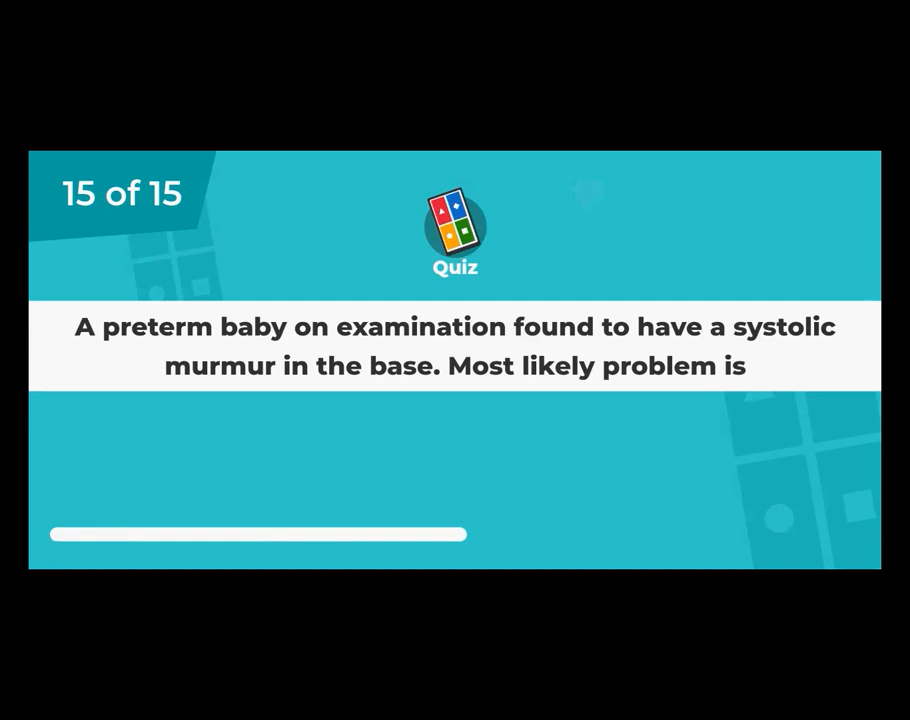 15 of 15
Quiz
A preterm baby on examination found to have a systolic
murmur in the base. Most likely problem is